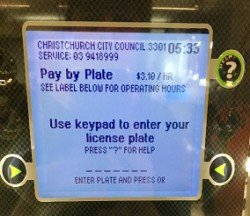 CHRISTCHURCH CITY COUNCIL 3301 05:33
SERVICE: 03 9418999
Pay by Plate $3.10 / HR
SEE LABEL BELOW FOR OPERATING HOURS
?
Use keypad to enter your
license plate
PRESS "?" FOR HELP
_ _ _ _ _ _
ENTER PLATE AND PRESS OK